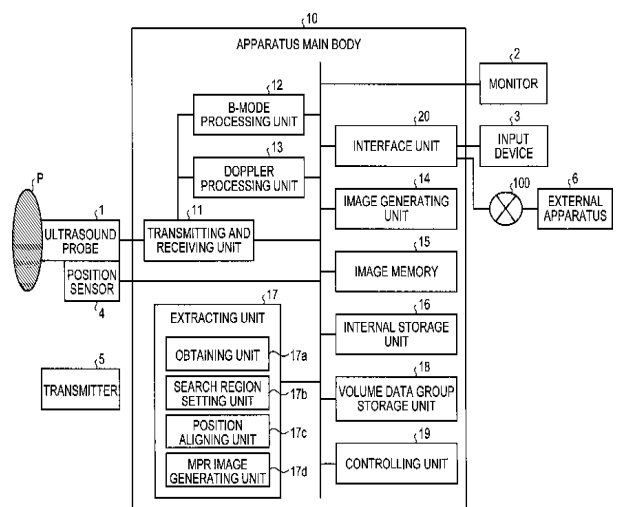 10
APPARATUS MAIN BODY
12
B-MODE
PROCESSING UNIT
13
DOPPLER
PROCESSING UNIT
P
1
ULTRASOUND
PROBE
11
TRANSMITTING AND
RECEIVING UNIT
POSITION
SENSOR
4
5
TRANSMITTER
17
EXTRACTING UNIT
OBTAINING UNIT
17a
SEARCH REGION
SETTING UNIT
17b
POSITION
ALIGNING UNIT
17c
MPR IMAGE
GENERATING UNIT
17d
2
MONITOR
20
INTERFACE UNIT
3
INPUT
DEVICE
14
IMAGE GENERATING
UNIT
100
6
EXTERNAL
APPARATUS
15
IMAGE MEMORY
16
INTERNAL STORAGE
UNIT
18
VOLUME DATA GROUP
STORAGE UNIT
19
CONTROLLING UNIT